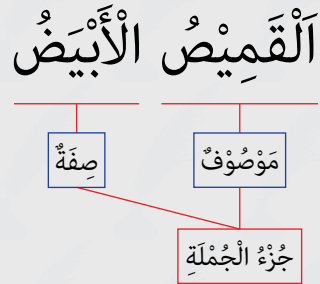 اَلْقَمِيْصُ الْأَبْيَضُ
مَوْصُوْفٌ صِفَةٌ
جُزْءُ الْجُمْلَةِ